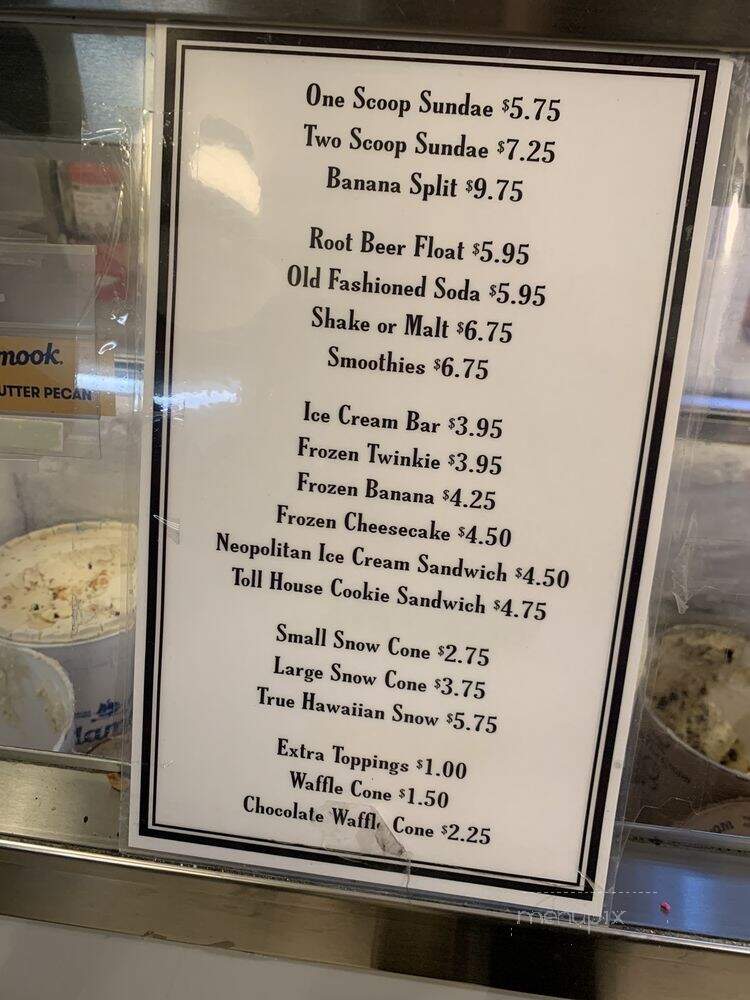 One Scoop Sundae $5.75
Two Scoop Sundae $7.25
Banana Split $9.75
Root Beer Float $5.95
Old Fashioned Soda $5.95
Shake or Malt $6.75
Smoothies $6.75
Ice Cream Bar $3.95
Frozen Twinkie $3.95
Frozen Banana $4.25
Frozen Cheesecake $4.50
Neopolitan Ice Cream Sandwich $4.50
Toll House Cookie Sandwich $4.75
Small Snow Cone $2.75
Large Snow Cone $3.75
True Hawaiian Snow $5.75
Extra Toppings $1.00
Waffle Cone $1.50
Chocolate Waffle Cone $2.25
mook.
UTTER PECAN
menupix